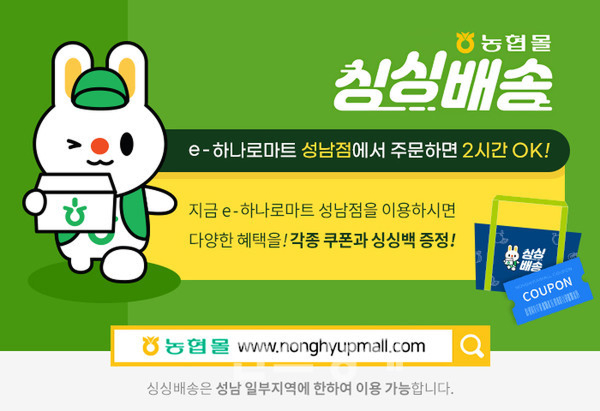 농협몰
싱싱배송
e-하나로마트 성남점에서 주문하면 2시간 OK!
지금 e-하나로마트 성남점을 이용하시면
다양한 혜택을! 각종 쿠폰과 싱싱백 증정!
싱싱
배송
COUPON
농협몰 www.nonghyupmall.com
싱싱배송은 성남 일부지역에 한하여 이용 가능합니다.